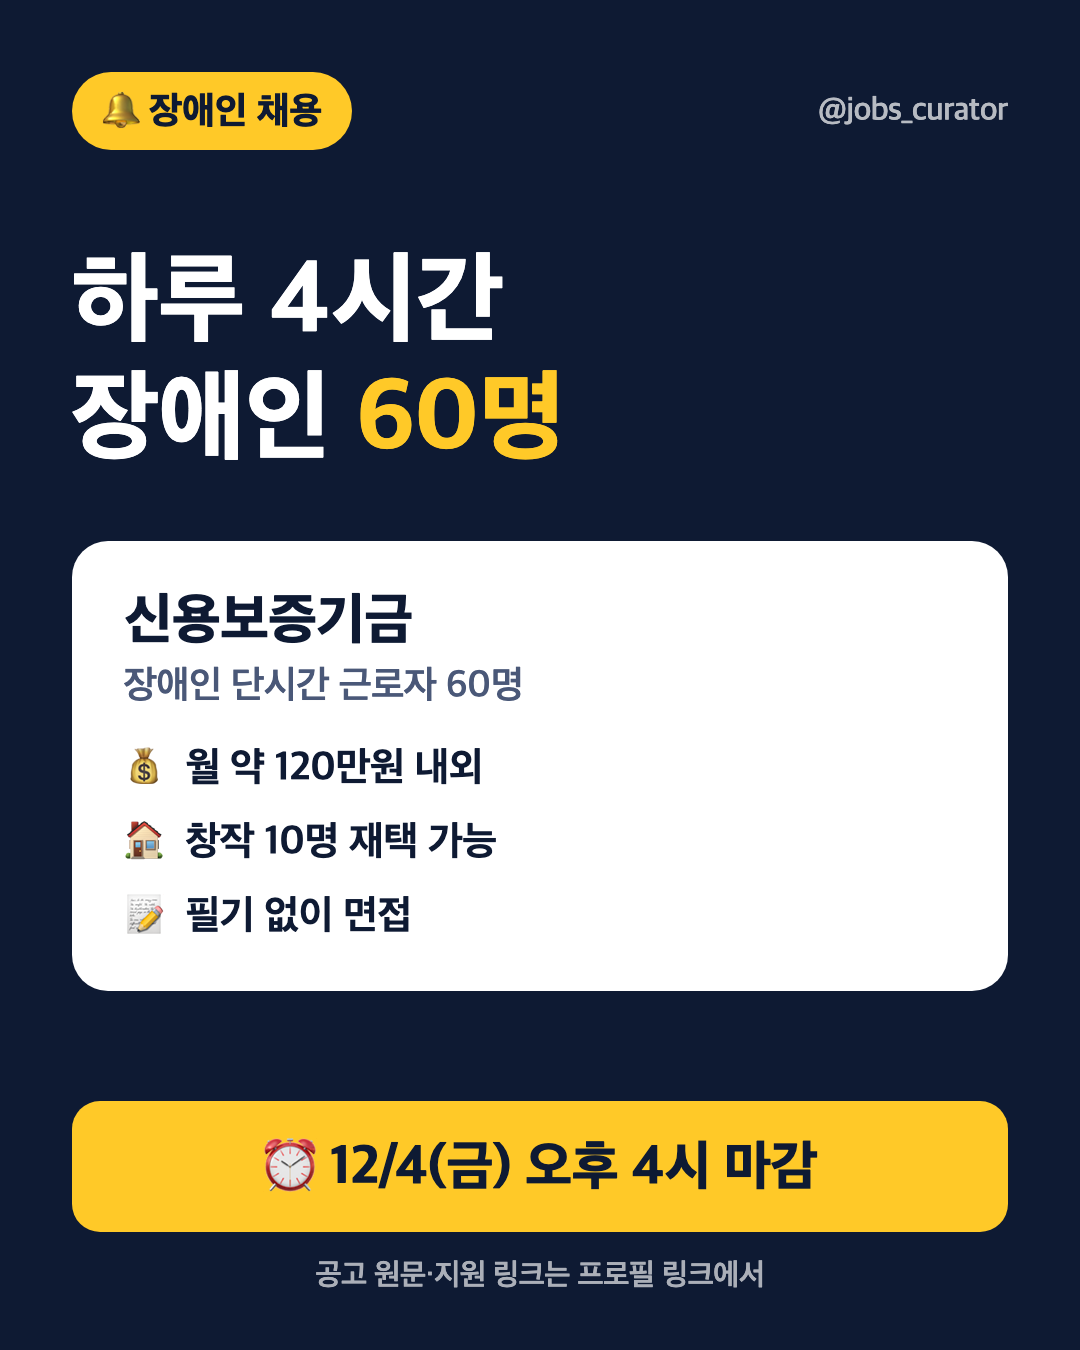 🔔 장애인 채용
@jobs_curator
하루 4시간
장애인 60명
신용보증기금
장애인 단시간 근로자 60명
💰 월 약 120만원 내외
🏠 창작 10명 재택 가능
📝 필기 없이 면접
⏰ 12/4(금) 오후 4시 마감
공고 원문·지원 링크는 프로필 링크에서